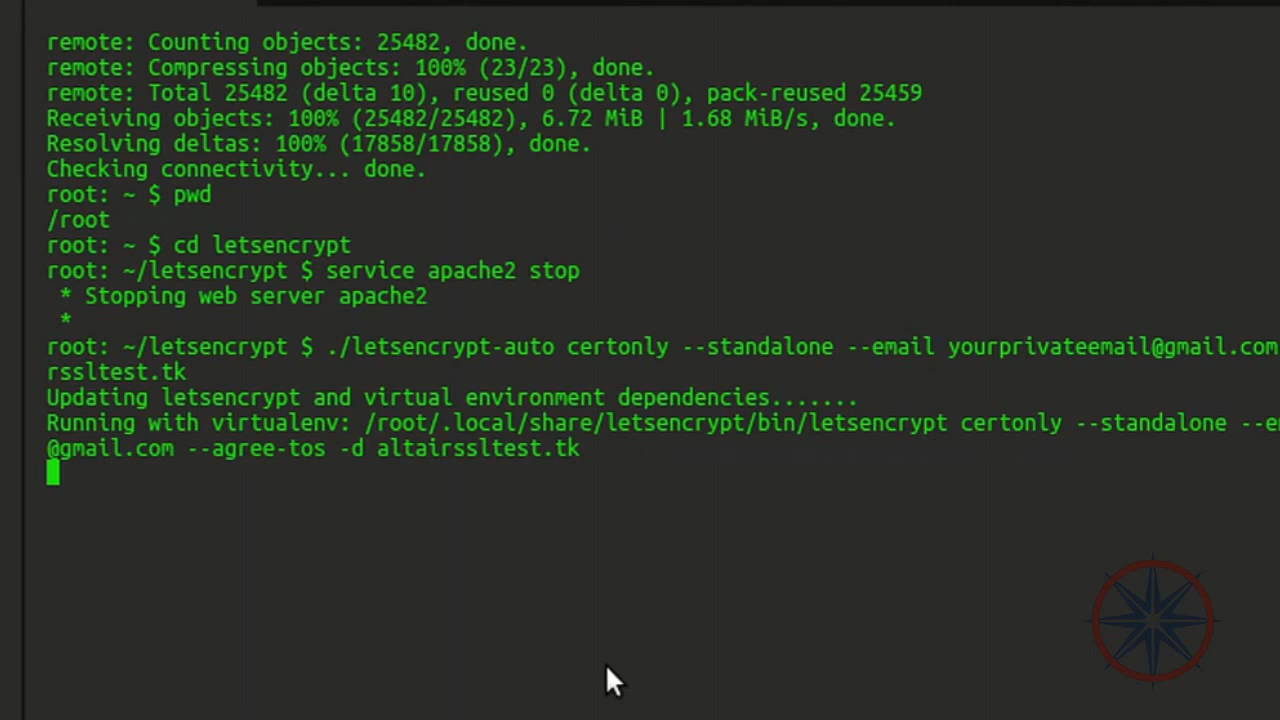 remote: Counting objects: 25482, done.
remote: Compressing objects: 100% (23/23), done.
remote: Total 25482 (delta 10), reused 0 (delta 0), pack-reused 25459
Receiving objects: 100% (25482/25482), 6.72 MiB | 1.68 MiB/s, done.
Resolving deltas: 100% (17858/17858), done.
Checking connectivity... done.
root: ~ $ pwd
/root
root: ~ $ cd letsencrypt
root: ~/letsencrypt $ service apache2 stop
 * Stopping web server apache2
 *
root: ~/letsencrypt $ ./letsencrypt-auto certonly --standalone --email yourprivateemail@gmail.com
rssltest.tk
Updating letsencrypt and virtual environment dependencies.......
Running with virtualenv: /root/.local/share/letsencrypt/bin/letsencrypt certonly --standalone --e
@gmail.com --agree-tos -d altairssltest.tk